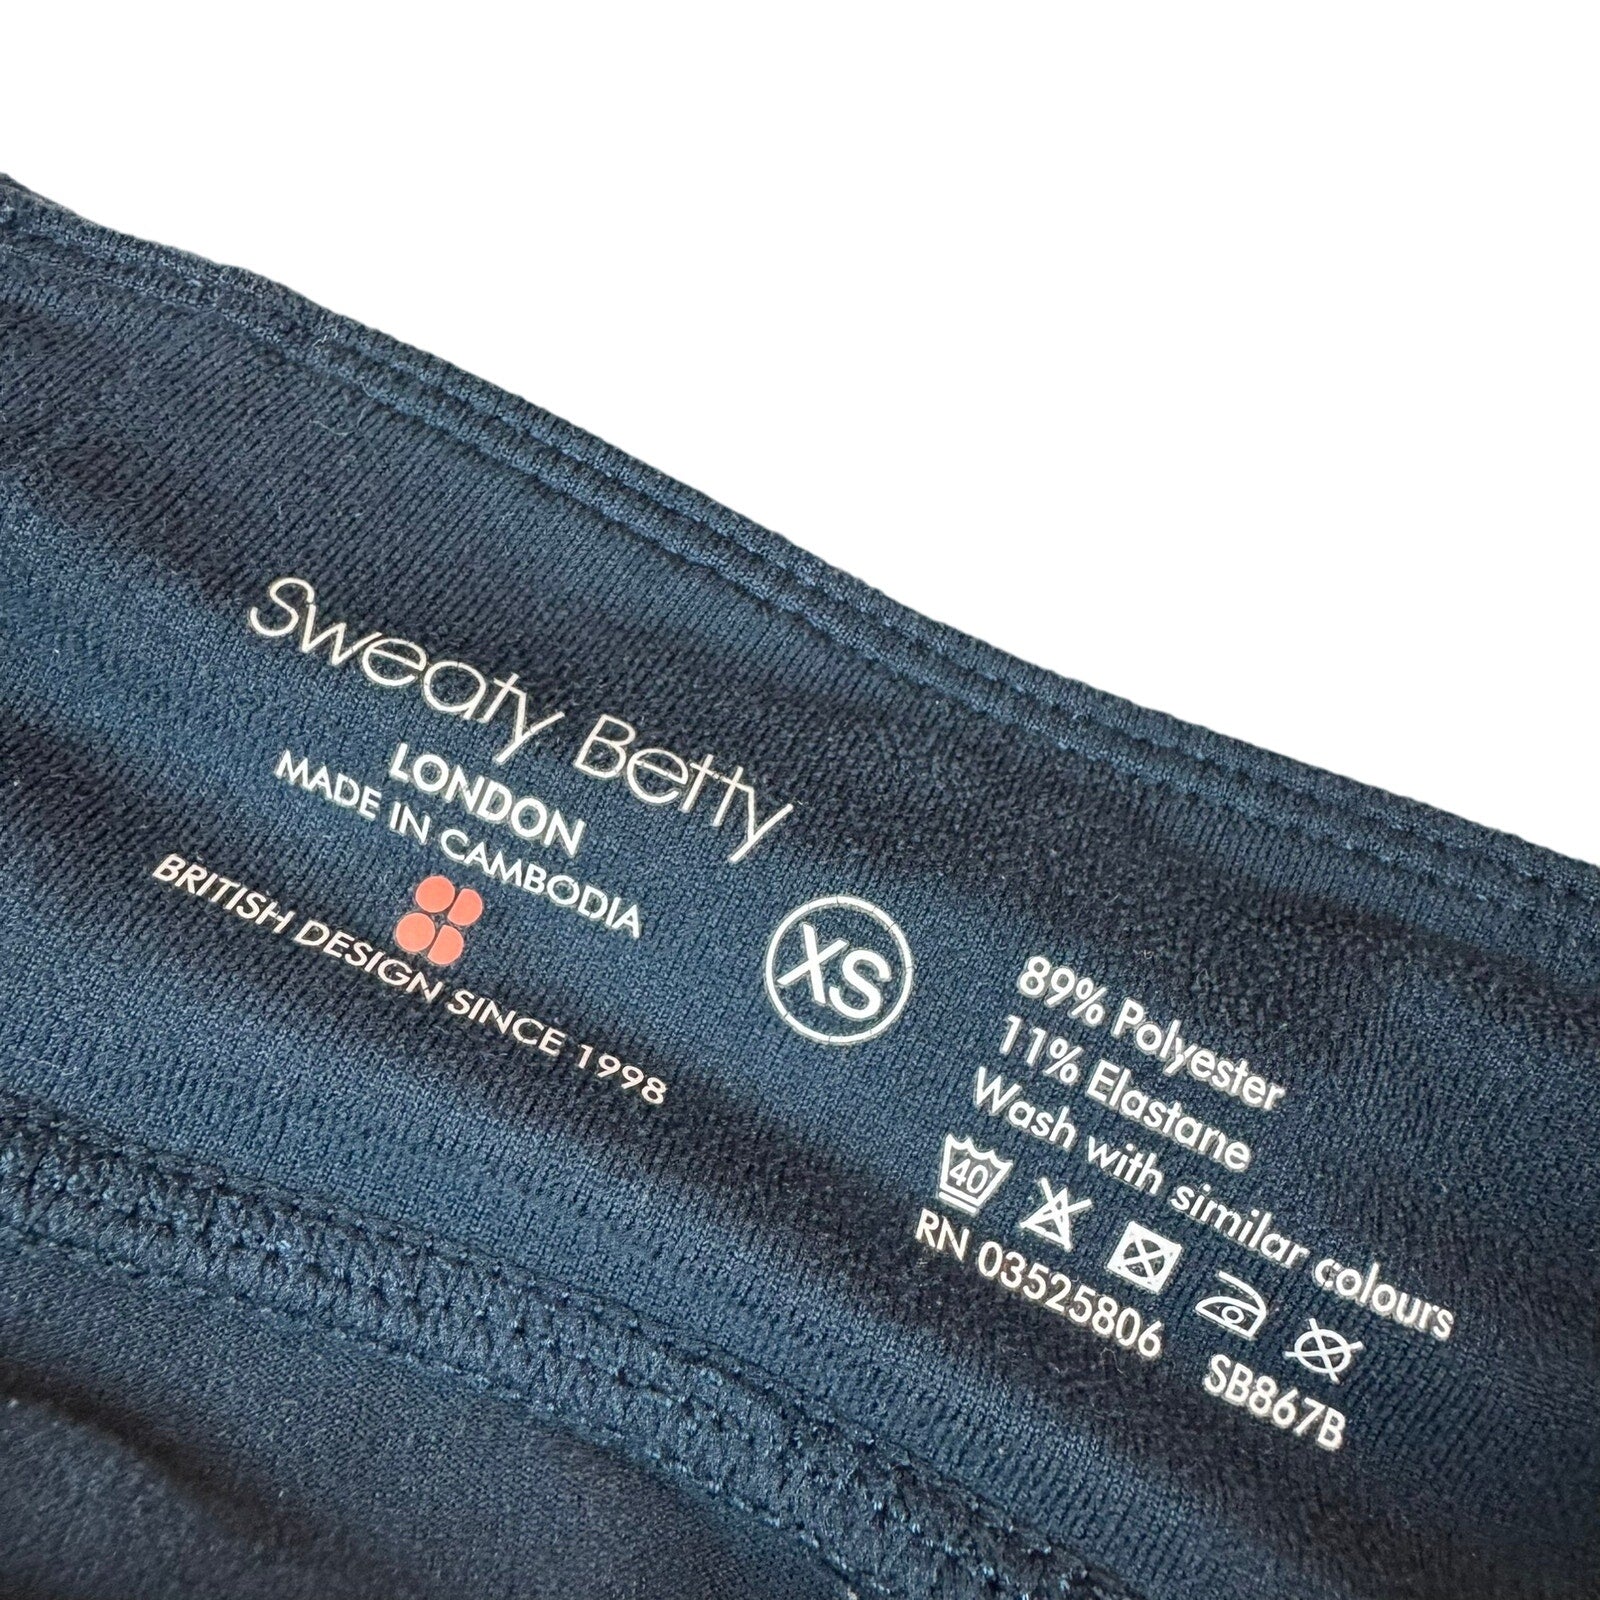 Sweaty Betty
LONDON
MADE IN CAMBODIA
BRITISH DESIGN SINCE 1998
XS
89% Polyester
11% Elastane
Wash with similar colours
40
RN 03525806
SB867B